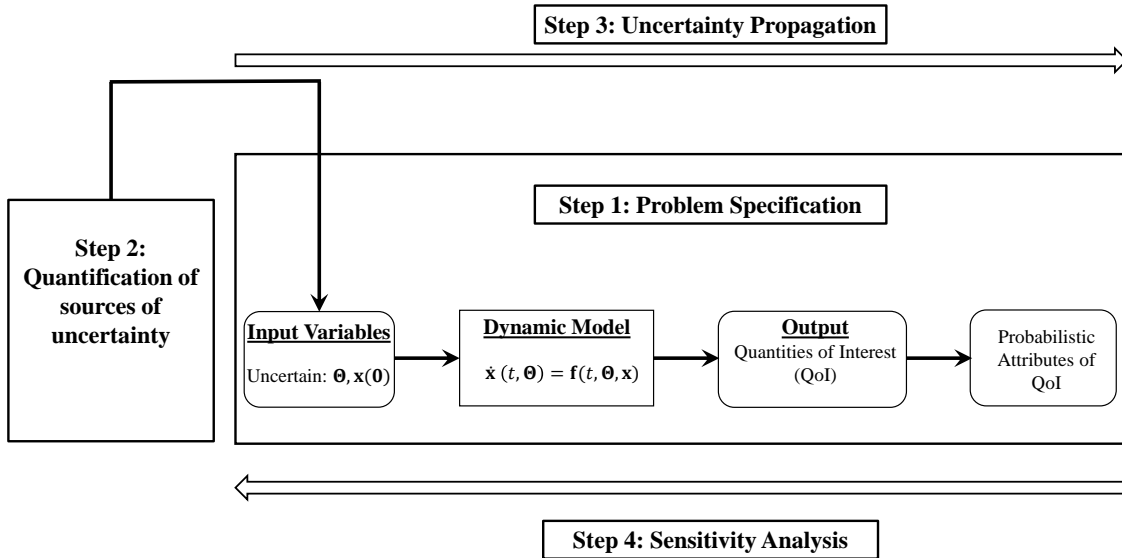 Step 3: Uncertainty Propagation
Step 1: Problem Specification
Step 2:
Quantification of
sources of
uncertainty
Input Variables
Uncertain: 𝚯, 𝐱(𝟎)
Dynamic Model
ẋ (t, 𝚯) = 𝐟(t, 𝚯, 𝐱)
Output
Quantities of Interest
(QoI)
Probabilistic
Attributes of
QoI
Step 4: Sensitivity Analysis